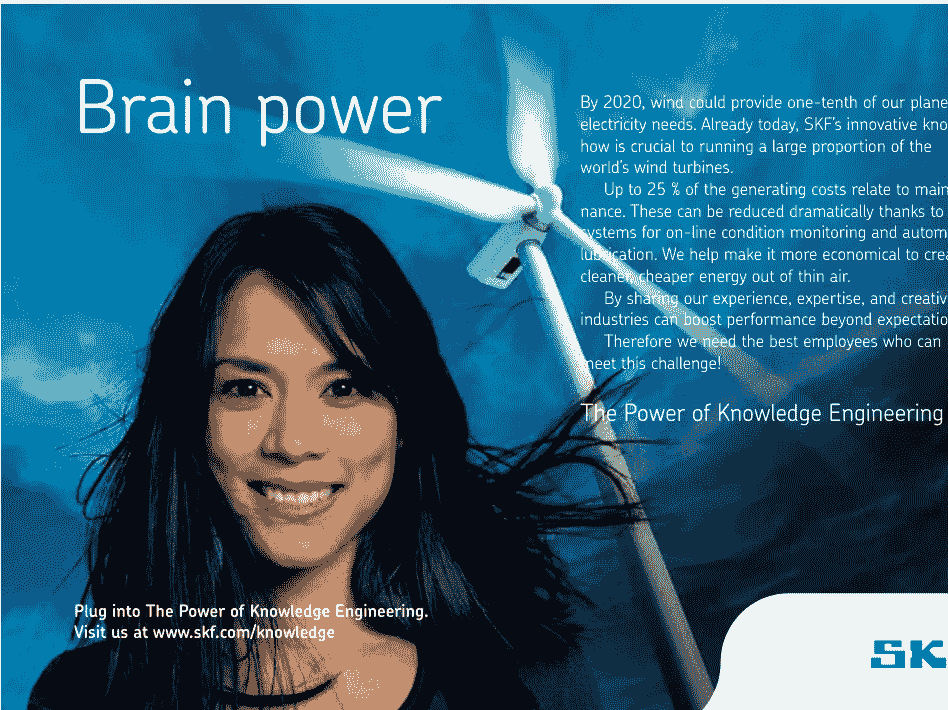 Brain power
By 2020, wind could provide one-tenth of our plane
electricity needs. Already today, SKF's innovative kno
how is crucial to running a large proportion of the
world's wind turbines.
Up to 25 % of the generating costs relate to main
nance. These can be reduced dramatically thanks to
systems for on-line condition monitoring and autom
lubrication. We help make it more economical to crea
cleaner, cheaper energy out of thin air.
By sharing our experience, expertise, and creativ
industries can boost performance beyond expectatio
Therefore we need the best employees who can
meet this challenge!
The Power of Knowledge Engineering
Plug into The Power of Knowledge Engineering.
Visit us at www.skf.com/knowledge
SK